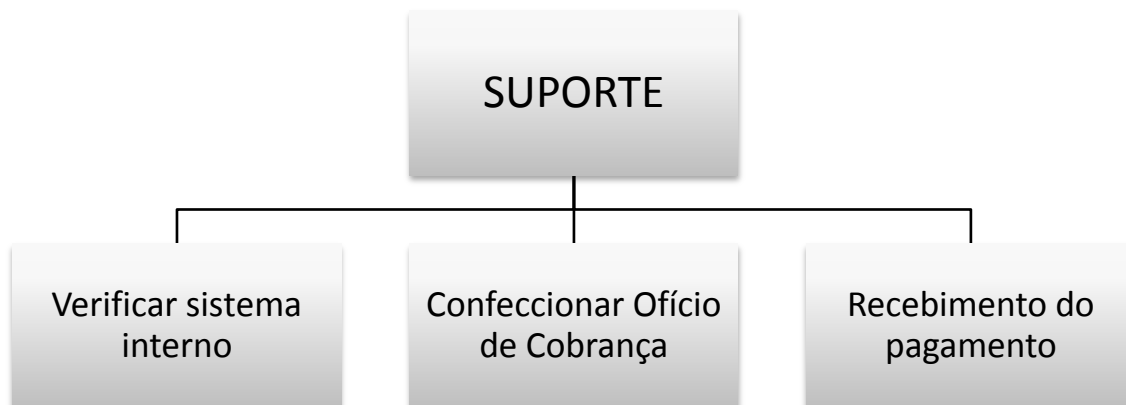 SUPORTE
Verificar sistema
interno
Confeccionar Ofício
de Cobrança
Recebimento do
pagamento